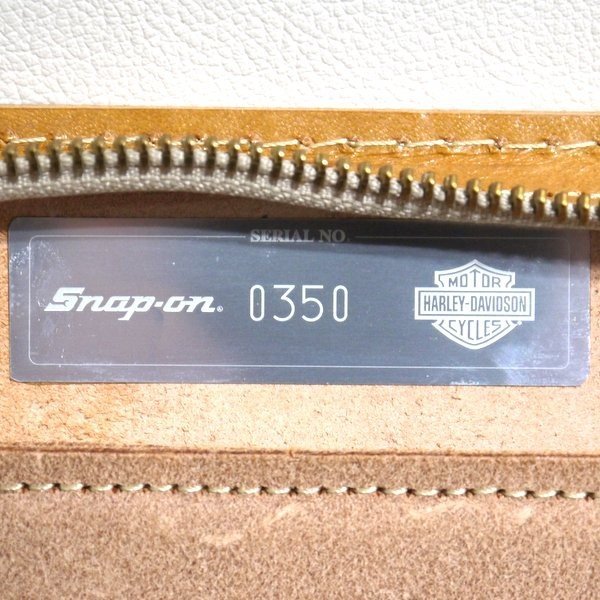 SERIAL NO.
Snap-on®
0350
MOTOR
HARLEY-DAVIDSON
CYCLES